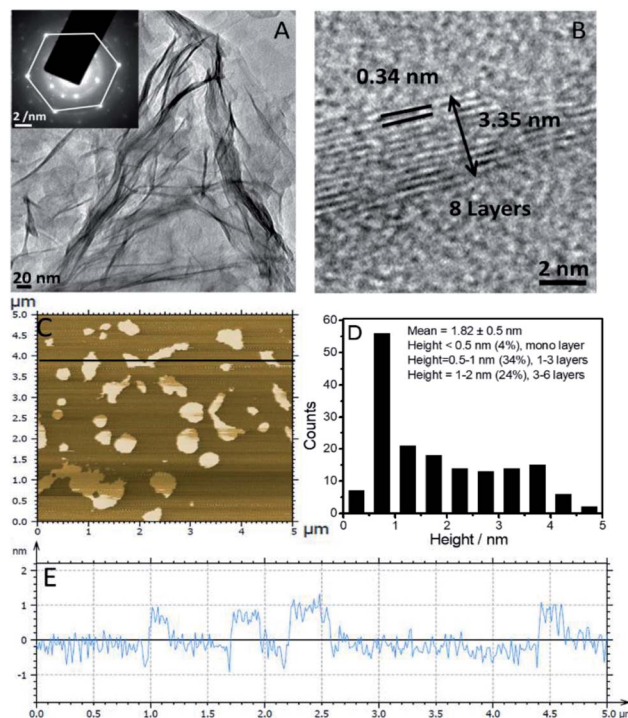 A
2 /nm
20 nm
B
0.34 nm
3.35 nm
8 Layers
2 nm
µm
C
5.0
4.5
4.0
3.5
3.0
2.5
2.0
1.5
1.0
0.5
0.0
0 1 2 3 4 5 µm
D
Mean = 1.82 ± 0.5 nm
Height < 0.5 nm (4%), mono layer
Height=0.5-1 nm (34%), 1-3 layers
Height = 1-2 nm (24%), 3-6 layers
60
50
40
30
20
10
0
Counts
0 1 2 3 4 5
Height / nm
nm
E
2
1
0
-1
0.0 0.5 1.0 1.5 2.0 2.5 3.0 3.5 4.0 4.5 5.0 µm